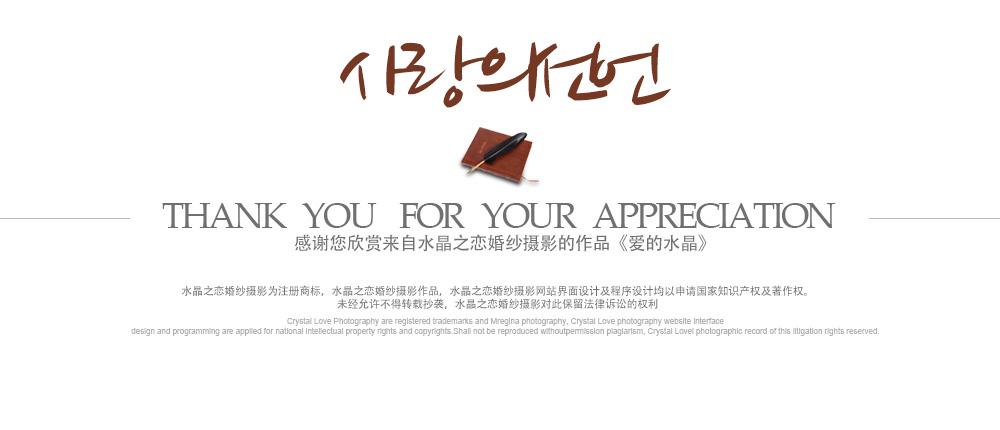 사랑의선언
THANK YOU FOR YOUR APPRECIATION
感谢您欣赏来自水晶之恋婚纱摄影的作品《爱的水晶》
水晶之恋婚纱摄影为注册商标，水晶之恋婚纱摄影作品，水晶之恋婚纱摄影网站界面设计及程序设计均以申请国家知识产权及著作权。
未经允许不得转载抄袭，水晶之恋婚纱摄影对此保留法律诉讼的权利
Crystal Love Photography are registered trademarks and Mregina photography, Crystal Love photography website interface
design and programming are applied for national intellectual property rights and copyrights.Shall not be reproduced withoutpermission plagiarism, Crystal Lovel photographic record of this litigation rights reserved.